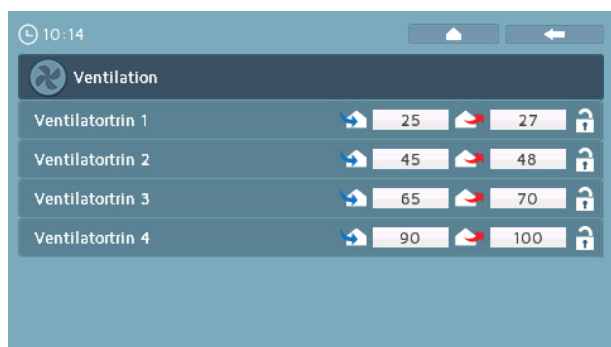 10:14
Ventilation
Ventilatortrin 1 25 27
Ventilatortrin 2 45 48
Ventilatortrin 3 65 70
Ventilatortrin 4 90 100